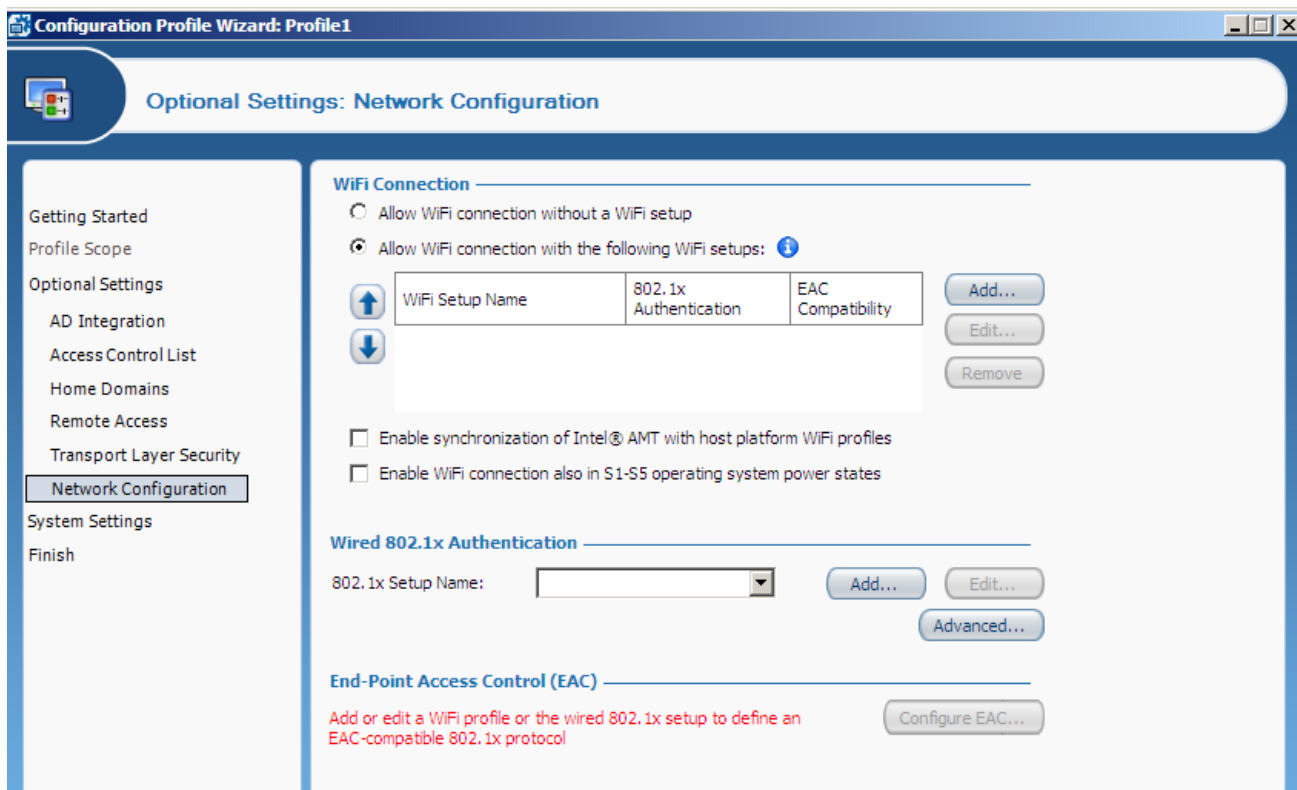 Configuration Profile Wizard: Profile1
Optional Settings: Network Configuration
Getting Started
Profile Scope
Optional Settings
AD Integration
Access Control List
Home Domains
Remote Access
Transport Layer Security
Network Configuration
System Settings
Finish
WiFi Connection
Allow WiFi connection without a WiFi setup
Allow WiFi connection with the following WiFi setups:
WiFi Setup Name
802.1x
Authentication
EAC
Compatibility
Add...
Edit...
Remove
Enable synchronization of Intel® AMT with host platform WiFi profiles
Enable WiFi connection also in S1-S5 operating system power states
Wired 802.1x Authentication
802.1x Setup Name:
Add...
Edit...
Advanced...
End-Point Access Control (EAC)
Add or edit a WiFi profile or the wired 802.1x setup to define an
EAC-compatible 802.1x protocol
Configure EAC...